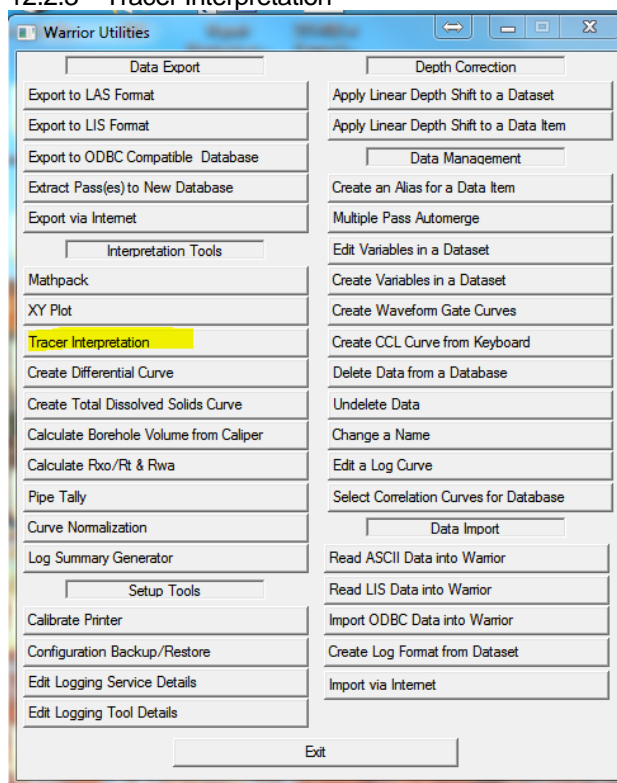 12.2.3 Tracer Interpretation
Warrior Utilities
Data Export
Export to LAS Format
Export to LIS Format
Export to ODBC Compatible Database
Extract Pass(es) to New Database
Export via Internet
Interpretation Tools
Mathpack
XY Plot
Tracer Interpretation
Create Differential Curve
Create Total Dissolved Solids Curve
Calculate Borehole Volume from Caliper
Calculate Rxo/Rt & Rwa
Pipe Tally
Curve Normalization
Log Summary Generator
Setup Tools
Calibrate Printer
Configuration Backup/Restore
Edit Logging Service Details
Edit Logging Tool Details
Depth Correction
Apply Linear Depth Shift to a Dataset
Apply Linear Depth Shift to a Data Item
Data Management
Create an Alias for a Data Item
Multiple Pass Automerge
Edit Variables in a Dataset
Create Variables in a Dataset
Create Waveform Gate Curves
Create CCL Curve from Keyboard
Delete Data from a Database
Undelete Data
Change a Name
Edit a Log Curve
Select Correlation Curves for Database
Data Import
Read ASCII Data into Warrior
Read LIS Data into Warrior
Import ODBC Data into Warrior
Create Log Format from Dataset
Import via Internet
Exit